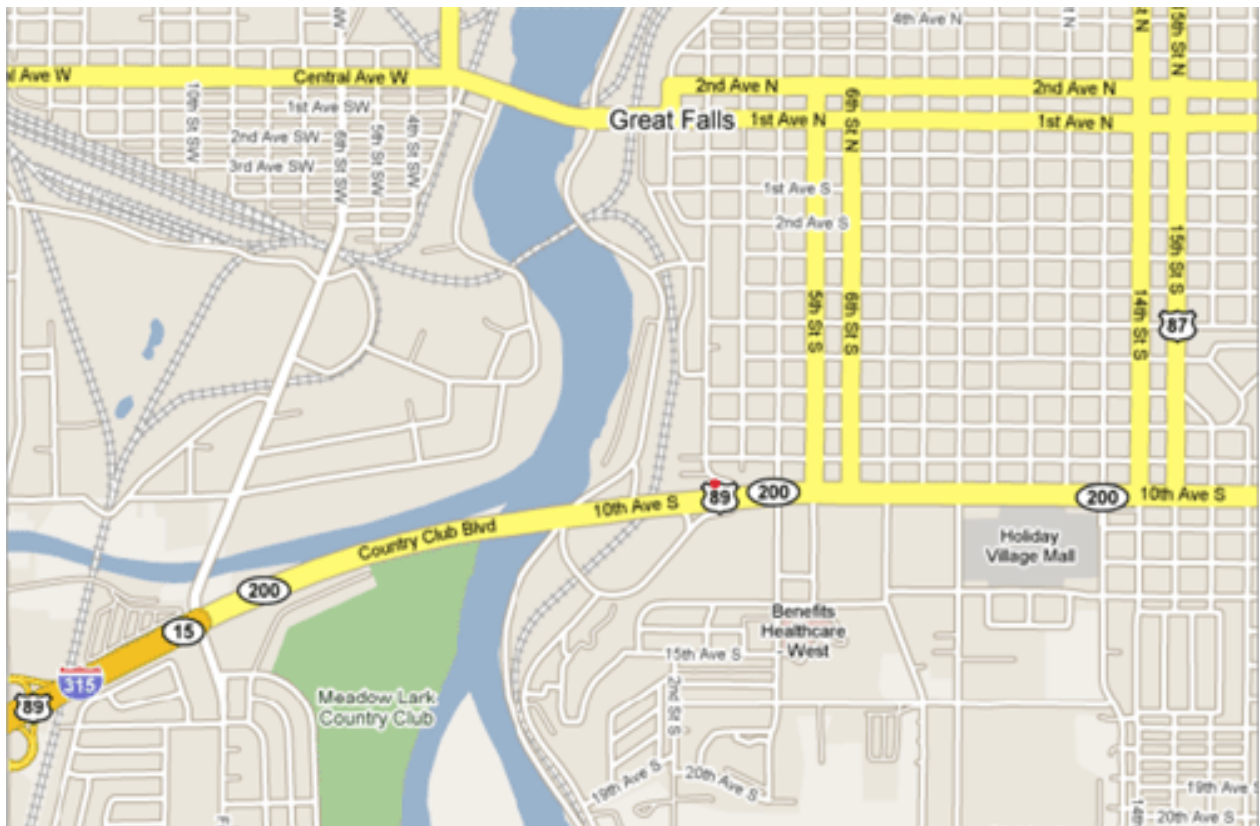 4th Ave N
15th St N
l Ave W
Central Ave W
2nd Ave N
2nd Ave N
Great Falls
1st Ave N
1st Ave N
6th St N
10th St SW
1st Ave SW
2nd Ave SW
3rd Ave SW
6th St SW
5th St SW
4th St SW
1st Ave S
2nd Ave S
5th St S
6th St S
14th St S
15th St S
87
89
200
200
10th Ave S
10th Ave S
Country Club Blvd
Holiday
Village Mall
200
15
315
89
Benefits
Healthcare
- West
15th Ave S
2nd St S
Meadow Lark
Country Club
19th Ave S
20th Ave S
19th Ave S
20th Ave S